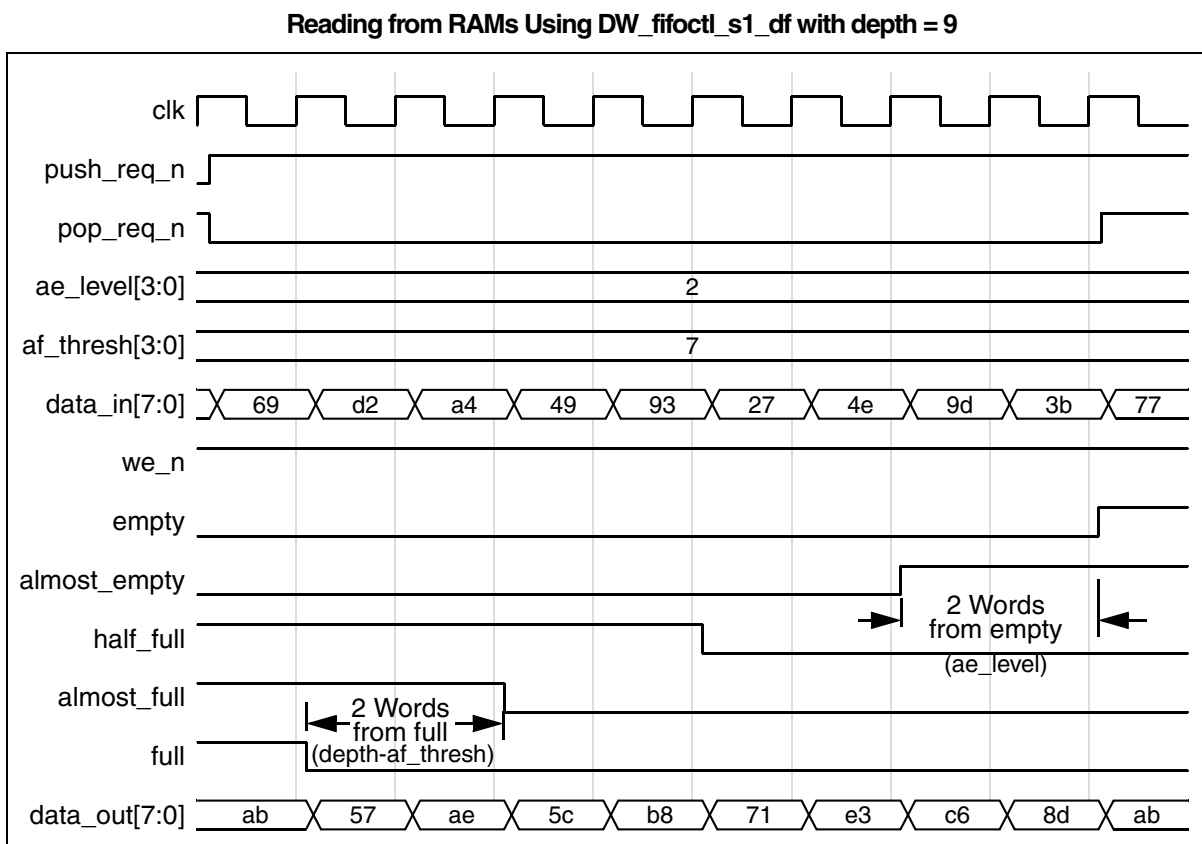 Reading from RAMs Using DW_fifoctl_s1_df with depth = 9
clk
push_req_n
pop_req_n
ae_level[3:0] 2
af_thresh[3:0] 7
data_in[7:0] 69 d2 a4 49 93 27 4e 9d 3b 77
we_n
empty
almost_empty
2 Words
from empty
(ae_level)
half_full
almost_full
2 Words
from full
(depth-af_thresh)
full
data_out[7:0] ab 57 ae 5c b8 71 e3 c6 8d ab